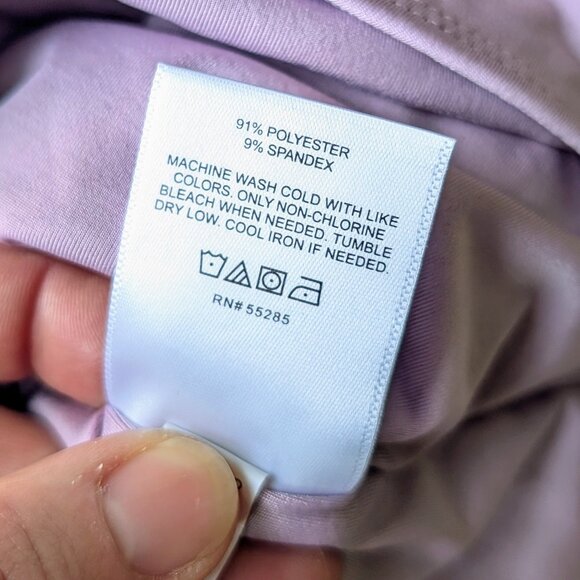 91% POLYESTER
9% SPANDEX
MACHINE WASH COLD WITH LIKE
COLORS. ONLY NON-CHLORINE
BLEACH WHEN NEEDED. TUMBLE
DRY LOW. COOL IRON IF NEEDED.
RN# 55285